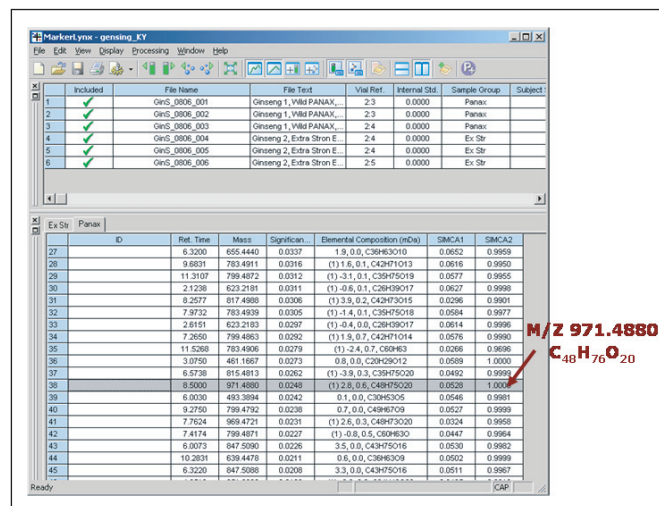 MarkerLynx - gensing_KY
File Edit View Display Processing Window Help
Included File Name File Text Vial Ref. Internal Std. Sample Group Subject
1 GinS_0806_001 Ginseng 1, Wild PANAX,... 2:3 0.0000 Panax
2 GinS_0806_002 Ginseng 1, Wild PANAX,... 2:3 0.0000 Panax
3 GinS_0806_003 Ginseng 1, Wild PANAX,... 2:4 0.0000 Panax
4 GinS_0806_004 Ginseng 2, Extra Stron E... 2:4 0.0000 Ex Str
5 GinS_0806_005 Ginseng 2, Extra Stron E... 2:4 0.0000 Ex Str
6 GinS_0806_006 Ginseng 2, Extra Stron E... 2:5 0.0000 Ex Str
Ex Str Panax
ID Ret. Time Mass Significan... Elemental Composition (mDa) SIMCA1 SIMCA2
27 6.3200 655.4440 0.0337 1.9, 0.0, C36H63O10 0.0652 0.9959
28 9.6831 783.4911 0.0316 (1) 1.6, 0.1, C42H71O13 0.0616 0.9950
29 11.3107 799.4872 0.0312 (1) -3.1, 0.1, C35H75O19 0.0577 0.9955
30 2.1238 623.2181 0.0311 (1) -0.6, 0.1, C26H39O17 0.0627 0.9998
31 8.2577 817.4988 0.0306 (1) 3.9, 0.2, C42H73O15 0.0296 0.9901
32 7.9732 783.4939 0.0305 (1) -1.4, 0.1, C35H75O18 0.0584 0.9977
33 2.6151 623.2183 0.0297 (1) -0.4, 0.0, C26H39O17 0.0614 0.9996
34 7.2650 799.4863 0.0292 (1) 1.9, 0.7, C42H71O14 0.0576 0.9990
35 11.5268 783.4906 0.0279 (1) -2.4, 0.7, C60H63 0.0266 0.9696
36 3.0750 461.1667 0.0273 0.8, 0.0, C20H29O12 0.0589 1.0000
37 6.5738 815.4813 0.0262 (1) -3.9, 0.3, C35H75O20 0.0492 0.9999
38 8.5000 971.4880 0.0248 (1) 2.8, 0.6, C48H75O20 0.0528 1.0000
39 6.0030 493.3894 0.0242 0.1, 0.0, C30H53O5 0.0546 0.9981
40 9.2750 799.4792 0.0238 0.7, 0.0, C49H67O9 0.0527 0.9999
41 7.7624 969.4721 0.0231 (1) 2.6, 0.3, C48H73O20 0.0324 0.9958
42 7.4174 799.4871 0.0227 (1) -0.8, 0.5, C60H63O 0.0447 0.9964
43 6.0073 847.5090 0.0226 3.5, 0.0, C43H75O16 0.0530 0.9982
44 10.2831 639.4478 0.0211 0.6, 0.0, C36H63O9 0.0502 0.9999
45 6.3220 847.5088 0.0208 3.3, 0.0, C43H75O16 0.0511 0.9967
Ready CAP
M/Z 971.4880
C48H76O20